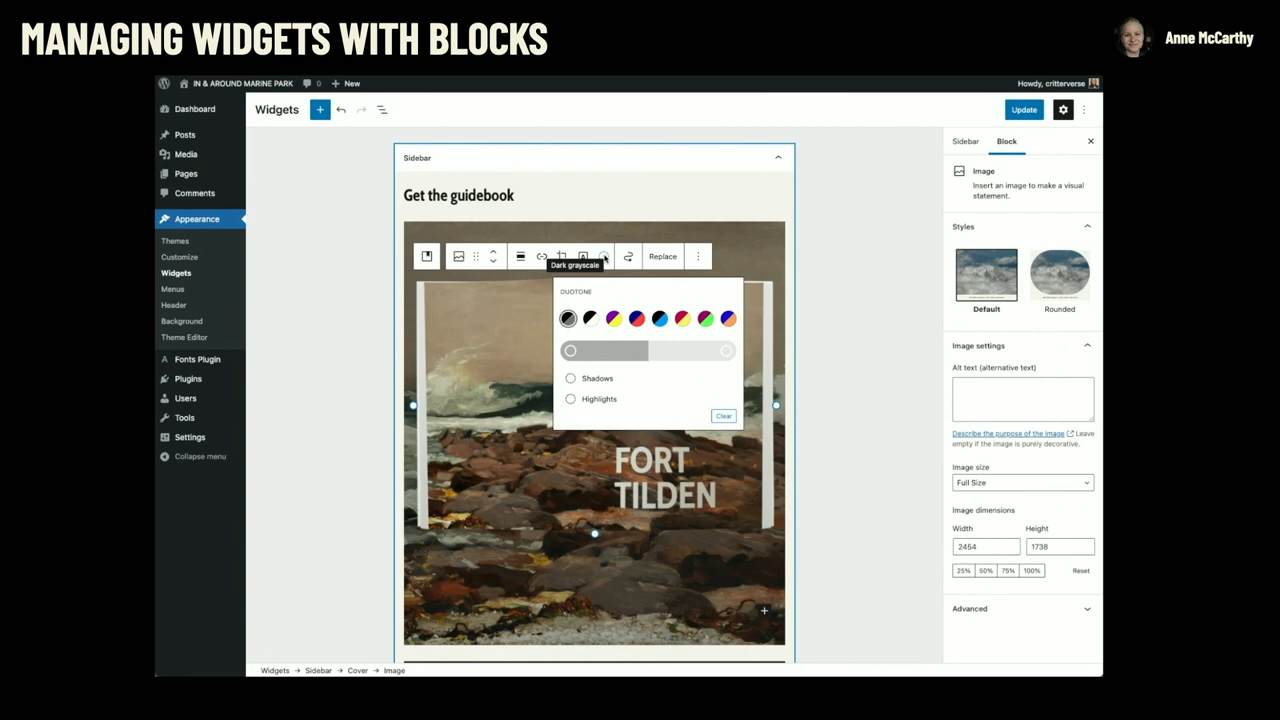 MANAGING WIDGETS WITH BLOCKS
Anne McCarthy
IN & AROUND MARINE PARK
0
New
Howdy, critterverse
Dashboard
Posts
Media
Pages
Comments
Appearance
Themes
Customize
Widgets
Menus
Header
Background
Theme Editor
Fonts Plugin
Plugins
Users
Tools
Settings
Collapse menu
Widgets
Update
Sidebar
Get the guidebook
Replace
Dark grayscale
DUOTONE
Shadows
Highlights
Clear
FORT
TILDEN
Sidebar Block
Image
Insert an image to make a visual
statement.
Styles
Default Rounded
Image settings
Alt text (alternative text)
Describe the purpose of the image Leave
empty if the image is purely decorative.
Image size
Full Size
Image dimensions
Width Height
2454 1738
25% 50% 75% 100% Reset
Advanced
Widgets → Sidebar → Cover → Image